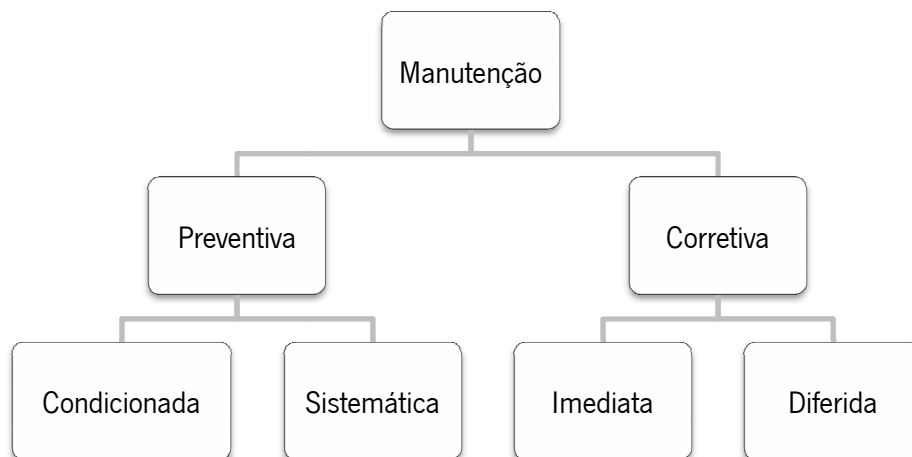 Manutenção
Preventiva
Corretiva
Condicionada
Sistemática
Imediata
Diferida